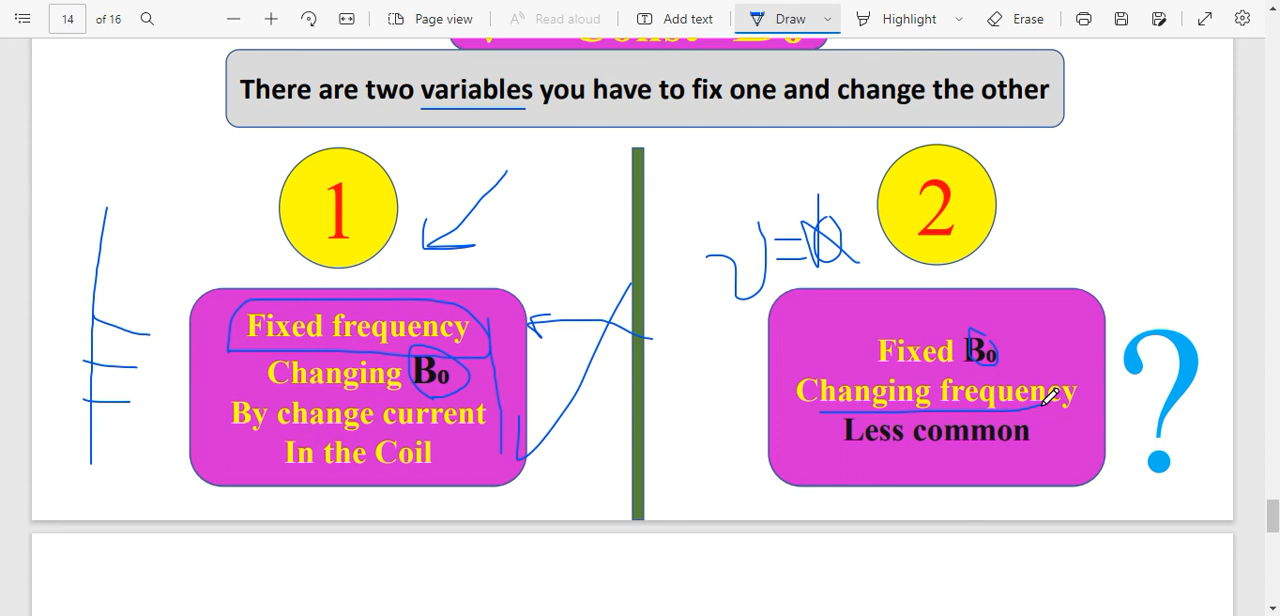 14 of 16 Page view Read aloud Add text Draw Highlight Erase
There are two variables you have to fix one and change the other
1
2
Fixed frequency
Changing B₀
By change current
In the Coil
ν =
Fixed B₀
Changing frequency
Less common
?